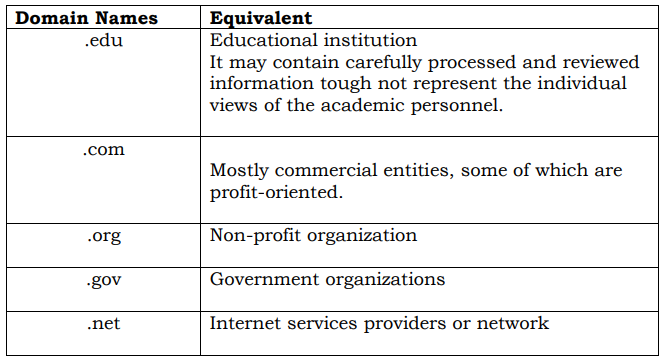 Domain Names Equivalent
.edu Educational institution
It may contain carefully processed and reviewed
information tough not represent the individual
views of the academic personnel.
.com
Mostly commercial entities, some of which are
profit-oriented.
.org Non-profit organization
.gov Government organizations
.net Internet services providers or network